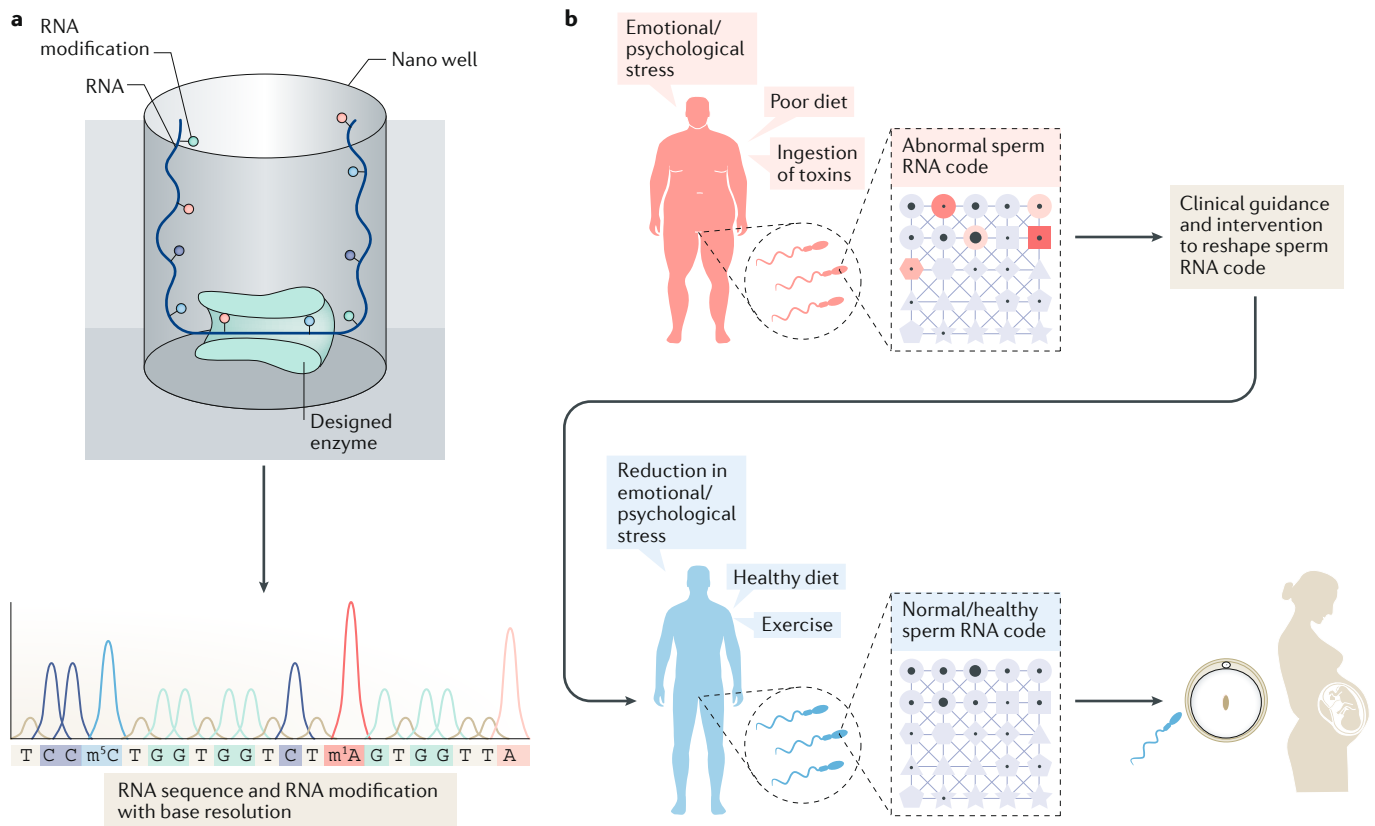 a
RNA
modification
RNA
Nano well
Designed
enzyme
T C C m⁵C T G G T G G T C T m¹A G T G G T T A
RNA sequence and RNA modification
with base resolution
b
Emotional/
psychological
stress
Poor diet
Ingestion
of toxins
Abnormal sperm
RNA code
Clinical guidance
and intervention
to reshape sperm
RNA code
Reduction in
emotional/
psychological
stress
Healthy diet
Exercise
Normal/healthy
sperm RNA code